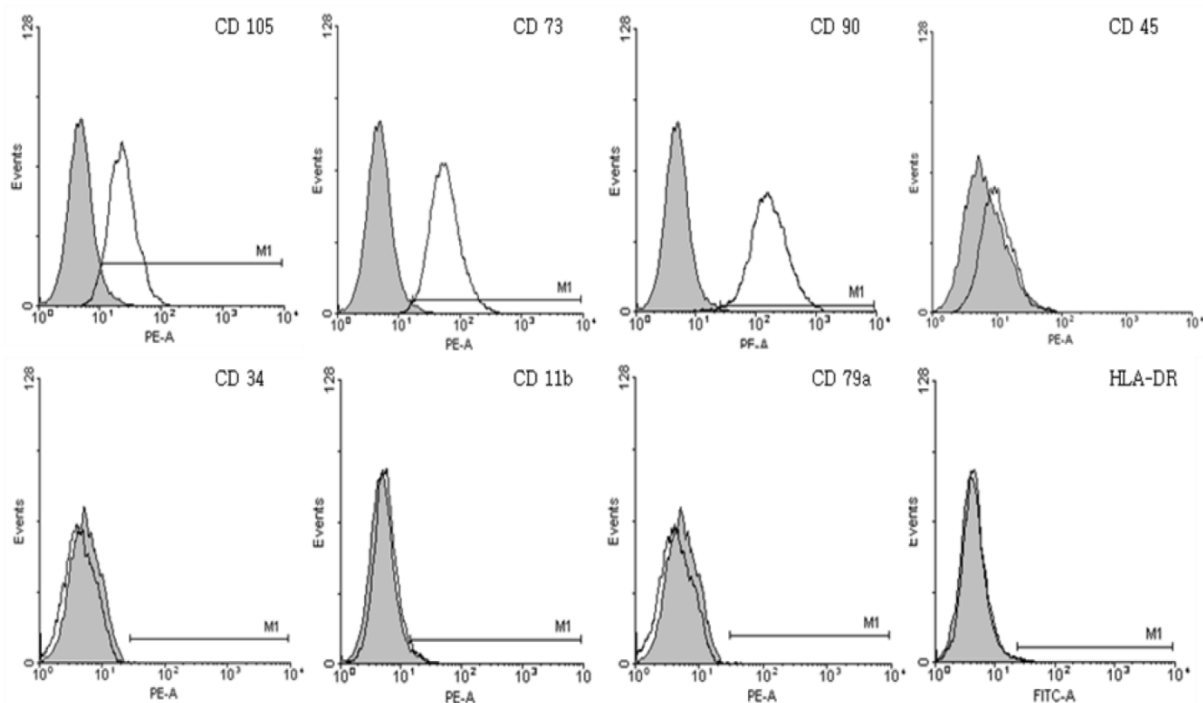 CD 105
128
Events
0
M1
10⁰ 10¹ 10² 10³ 10⁴
PE-A
CD 73
128
Events
0
M1
10⁰ 10¹ 10² 10³ 10⁴
PE-A
CD 90
128
Events
0
M1
10⁰ 10¹ 10² 10³ 10⁴
PE-A
CD 45
128
Events
0
10⁰ 10¹ 10² 10³ 10⁴
PE-A
CD 34
128
Events
0
M1
10⁰ 10¹ 10² 10³ 10⁴
PE-A
CD 11b
128
Events
0
M1
10⁰ 10¹ 10² 10³ 10⁴
PE-A
CD 79a
128
Events
0
M1
10⁰ 10¹ 10² 10³ 10⁴
PE-A
HLA-DR
128
Events
0
M1
10⁰ 10¹ 10² 10³ 10⁴
FITC-A